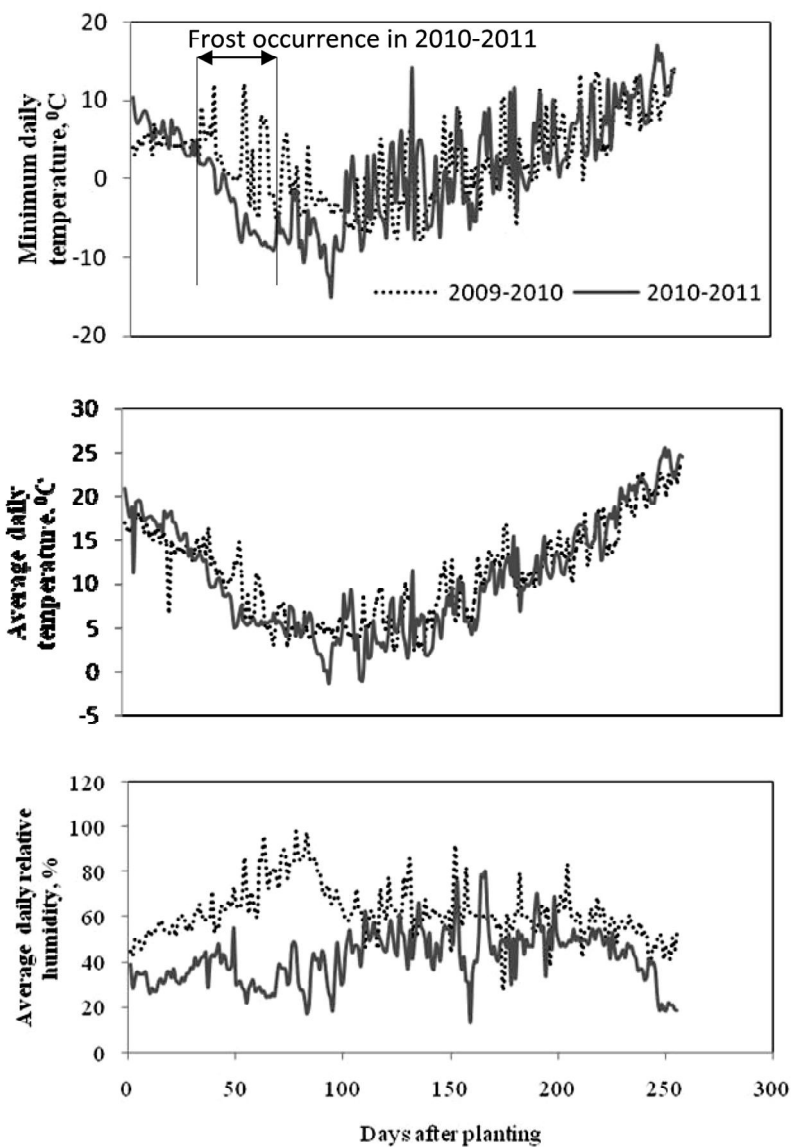 Frost occurrence in 2010-2011
20
10
0
-10
-20
Minimum daily
temperature, ⁰C
2009-2010
2010-2011
30
25
20
15
10
5
0
-5
Average daily
temperature, ⁰C
120
100
80
60
40
20
0
Average daily relative
humidity, %
0 50 100 150 200 250 300
Days after planting